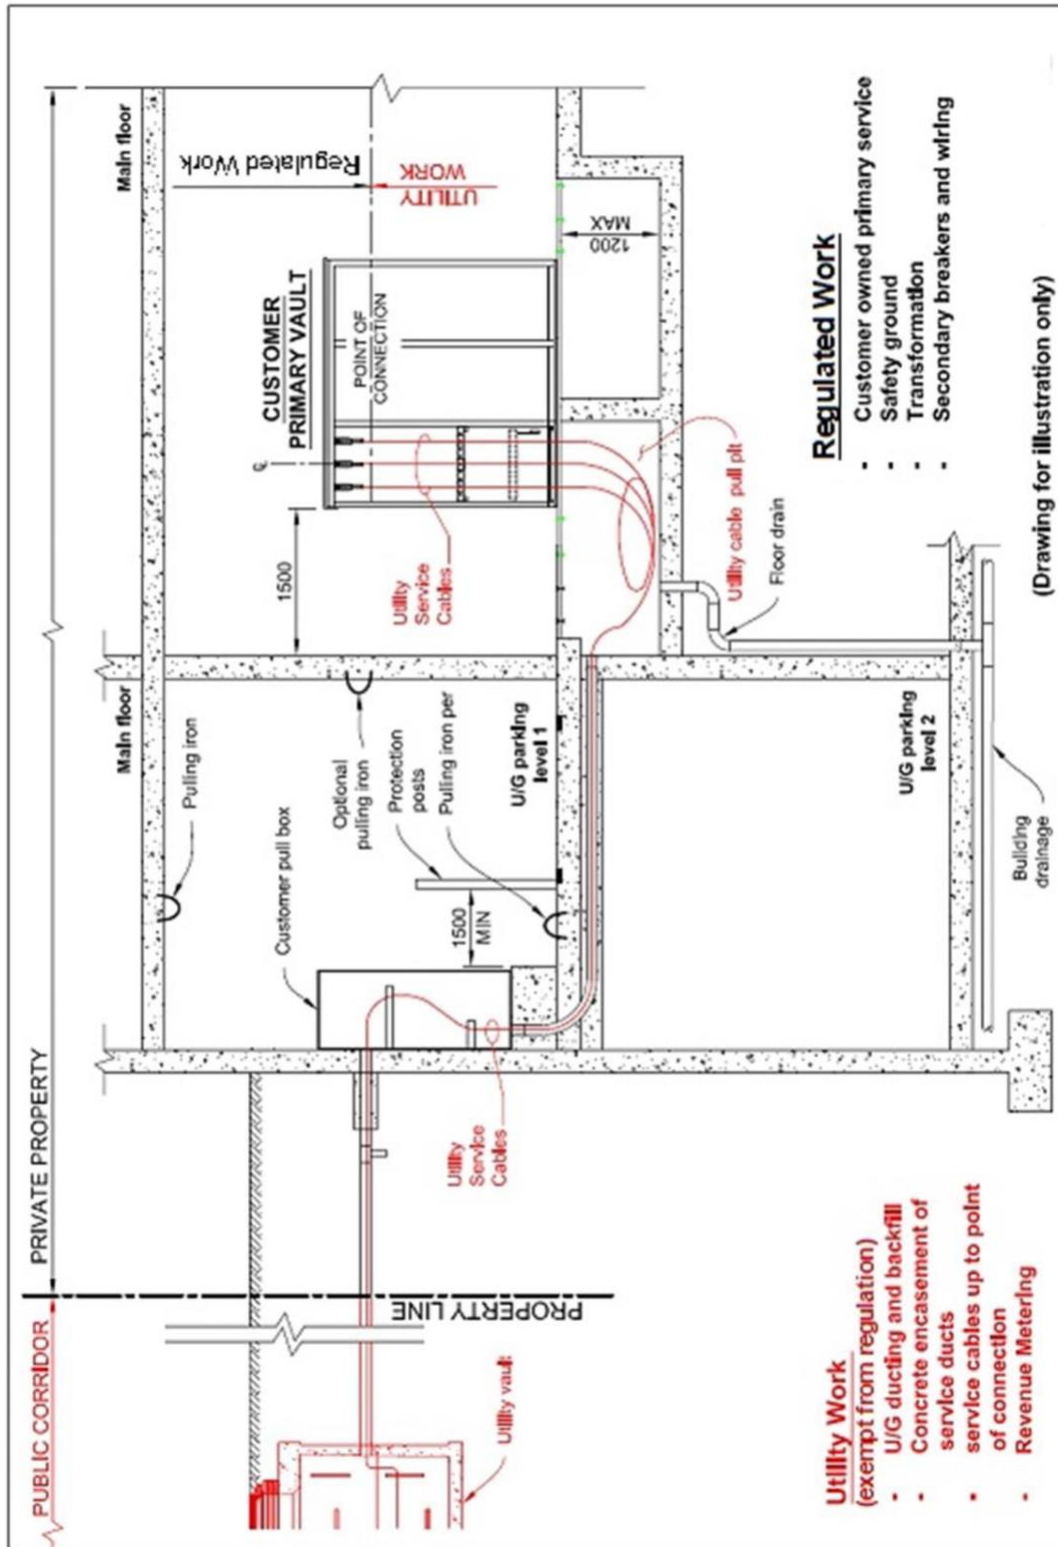 PUBLIC CORRIDOR
PRIVATE PROPERTY
Main floor
Main floor
Pulling iron
Customer pull box
Optional
pulling iron
Protection
posts
Pulling iron per
1500
MIN
U/G parking
level 1
U/G parking
level 2
Building
drainage
1500
CUSTOMER
PRIMARY VAULT
POINT OF
CONNECTION
℄
Regulated Work
UTILITY
WORK
1200
MAX
Utility
Service
Cables
Utility cable pull pit
Floor drain
Utility
Service
Cables
PROPERTY LINE
Utility vault
Utility Work
(exempt from regulation)
- U/G ducting and backfill
- Concrete encasement of
service ducts
- service cables up to point
of connection
- Revenue Metering
Regulated Work
- Customer owned primary service
- Safety ground
- Transformation
- Secondary breakers and wiring
(Drawing for illustration only)